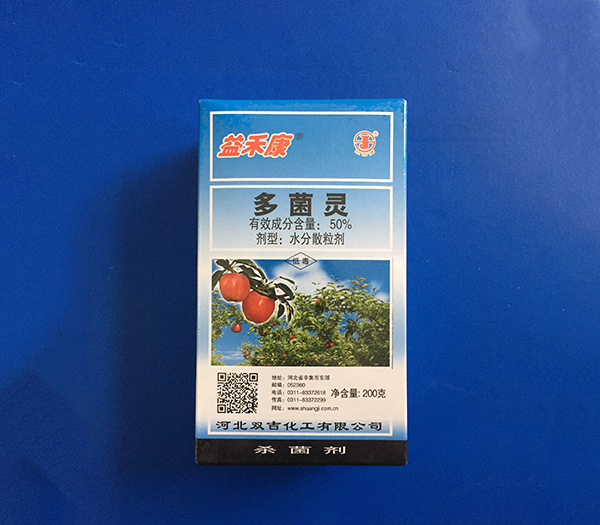 益禾康®
多菌灵
有效成分含量：50%
剂型：水分散粒剂
低毒
地址：河北省辛集市东郊
邮编：052360
电话：0311-83372618
传真：0311-83372299
网址：www.shuangji.com.cn
净含量：200克
河北双吉化工有限公司
杀菌剂